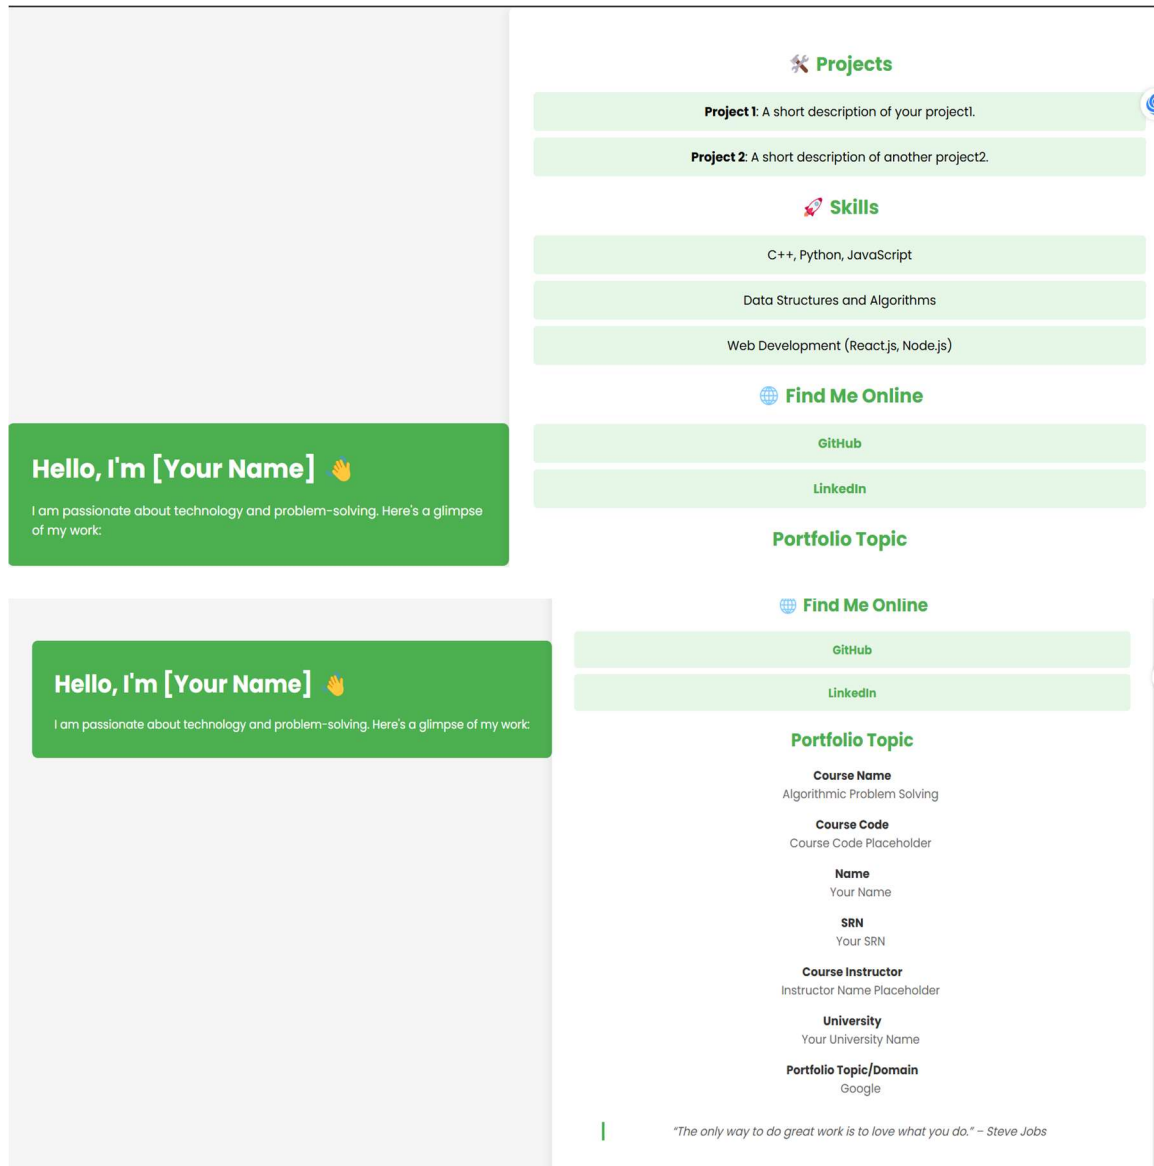 🛠️ Projects
Project 1: A short description of your project1.
Project 2: A short description of another project2.
🚀 Skills
C++, Python, JavaScript
Data Structures and Algorithms
Web Development (React.js, Node.js)
🌐 Find Me Online
GitHub
LinkedIn
Portfolio Topic
Hello, I'm [Your Name] 👋
I am passionate about technology and problem-solving. Here's a glimpse
of my work:
Hello, I'm [Your Name] 👋
I am passionate about technology and problem-solving. Here's a glimpse of my work:
🌐 Find Me Online
GitHub
LinkedIn
Portfolio Topic
Course Name
Algorithmic Problem Solving
Course Code
Course Code Placeholder
Name
Your Name
SRN
Your SRN
Course Instructor
Instructor Name Placeholder
University
Your University Name
Portfolio Topic/Domain
Google
“The only way to do great work is to love what you do.” – Steve Jobs